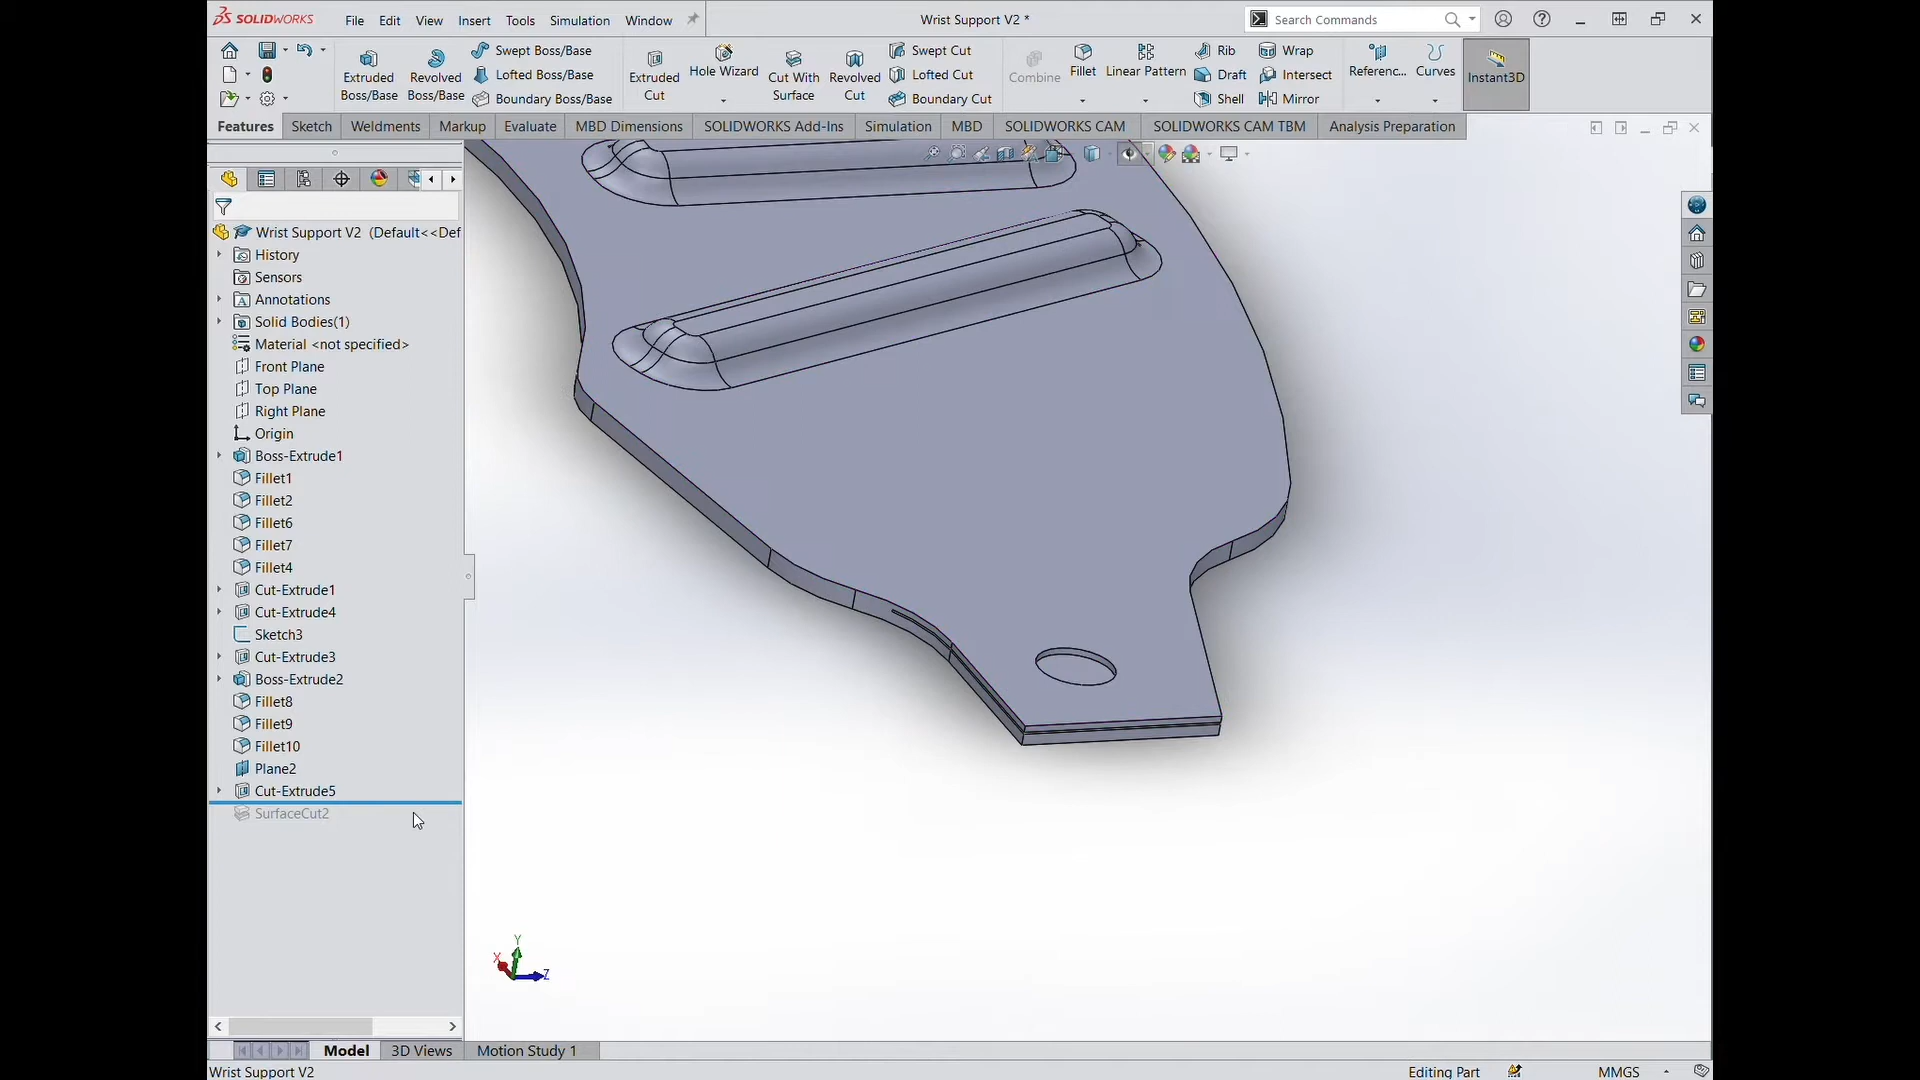 SOLIDWORKS File Edit View Insert Tools Simulation Window Wrist Support V2 * Search Commands
Extruded Boss/Base
Revolved Boss/Base
Swept Boss/Base
Lofted Boss/Base
Boundary Boss/Base
Extruded Cut
Hole Wizard
Cut With Surface
Revolved Cut
Swept Cut
Lofted Cut
Boundary Cut
Combine
Fillet
Linear Pattern
Rib
Draft
Shell
Wrap
Intersect
Mirror
Referenc...
Curves
Instant3D
Features Sketch Weldments Markup Evaluate MBD Dimensions SOLIDWORKS Add-Ins Simulation MBD SOLIDWORKS CAM SOLIDWORKS CAM TBM Analysis Preparation
Wrist Support V2 (Default<<Def
History
Sensors
Annotations
Solid Bodies(1)
Material <not specified>
Front Plane
Top Plane
Right Plane
Origin
Boss-Extrude1
Fillet1
Fillet2
Fillet6
Fillet7
Fillet4
Cut-Extrude1
Cut-Extrude4
Sketch3
Cut-Extrude3
Boss-Extrude2
Fillet8
Fillet9
Fillet10
Plane2
Cut-Extrude5
SurfaceCut2
Y
X
Z
Model 3D Views Motion Study 1
Wrist Support V2 Editing Part MMGS